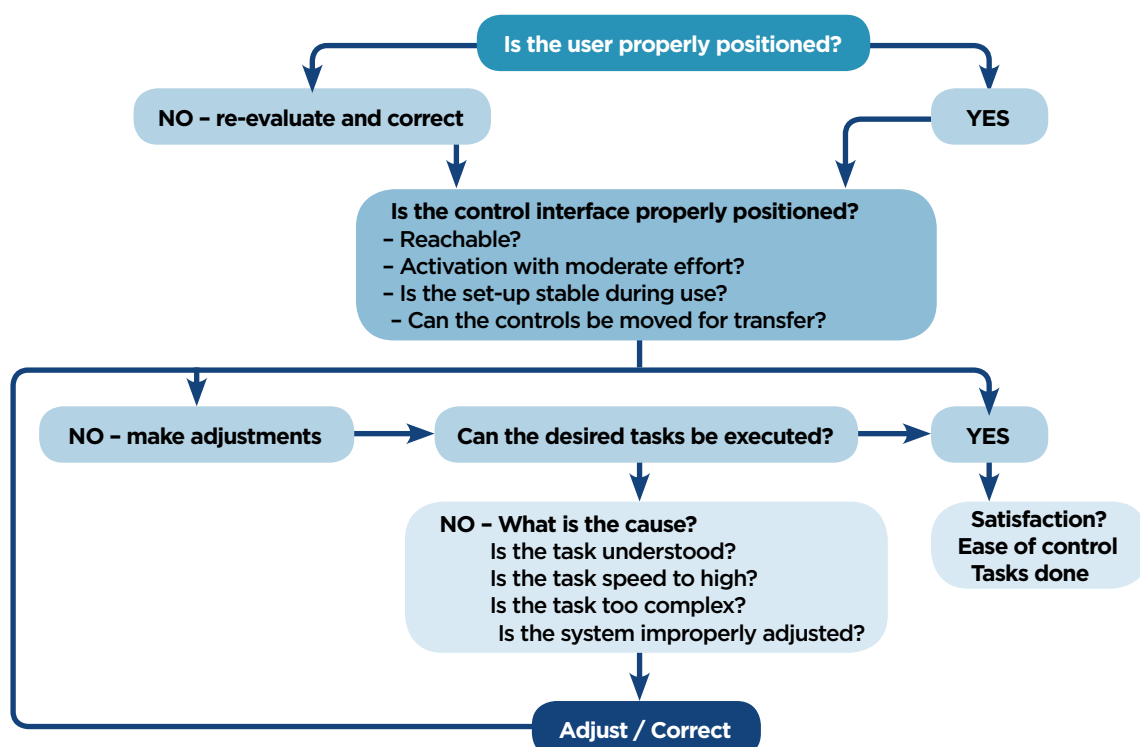 Is the user properly positioned?
NO – re-evaluate and correct
YES
Is the control interface properly positioned?
– Reachable?
– Activation with moderate effort?
– Is the set-up stable during use?
– Can the controls be moved for transfer?
NO – make adjustments
Can the desired tasks be executed?
YES
NO – What is the cause?
Is the task understood?
Is the task speed to high?
Is the task too complex?
Is the system improperly adjusted?
Satisfaction?
Ease of control
Tasks done
Adjust / Correct